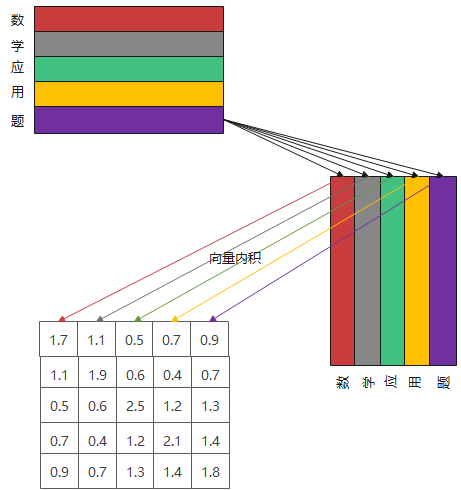 数
学
应
用
题
向量内积
数 学 应 用 题
1.7 1.1 0.5 0.7 0.9
1.1 1.9 0.6 0.4 0.7
0.5 0.6 2.5 1.2 1.3
0.7 0.4 1.2 2.1 1.4
0.9 0.7 1.3 1.4 1.8